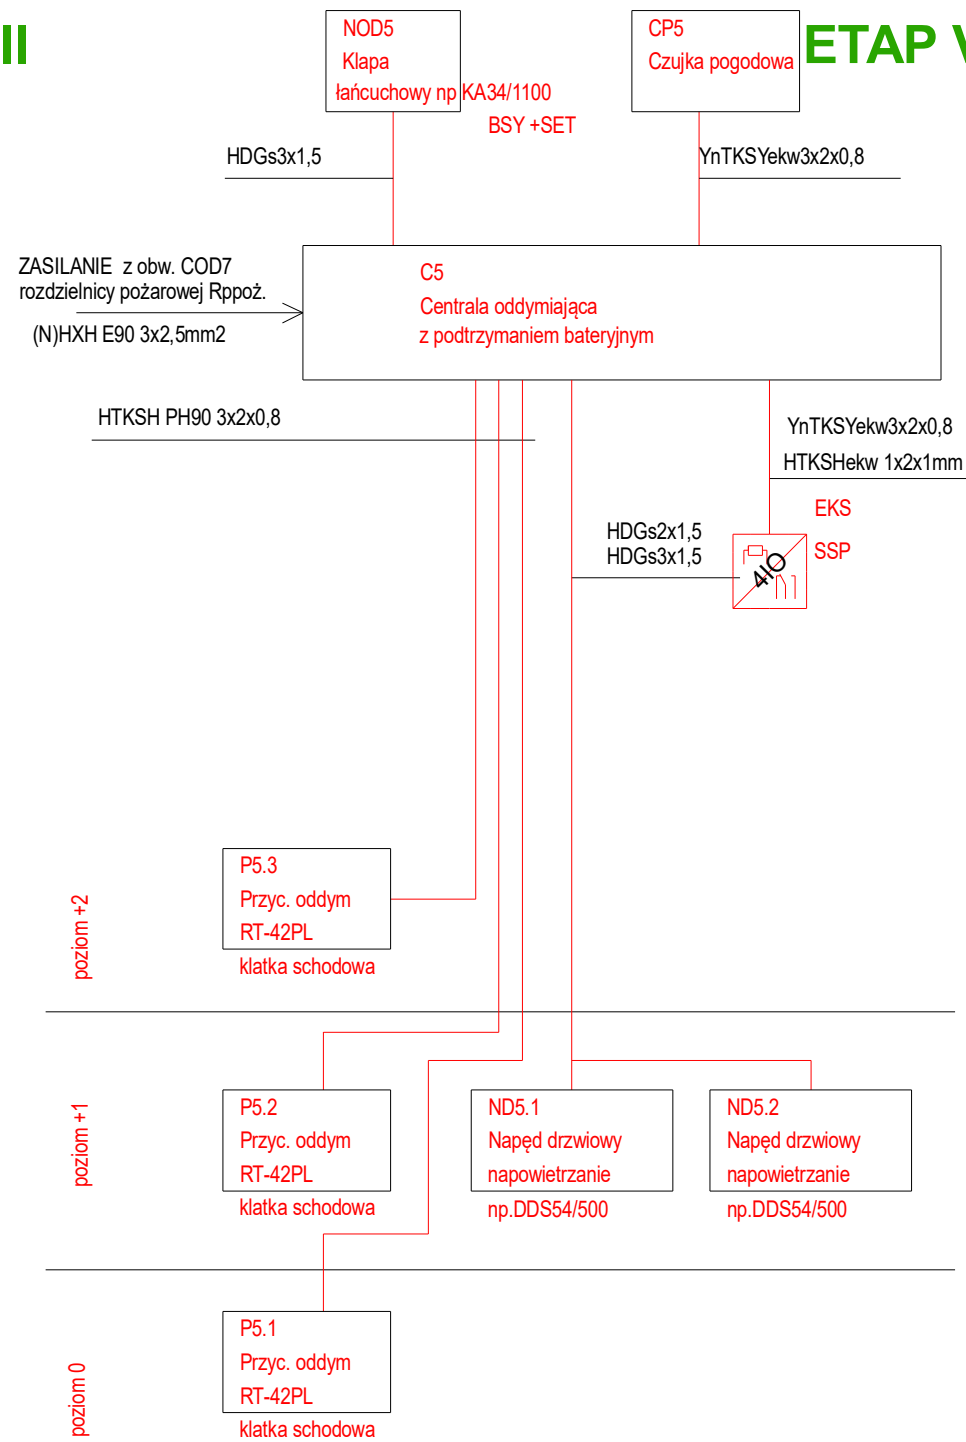 II
ETAP V
NOD5
Klapa
łańcuchowy np KA34/1100
BSY +SET
CP5
Czujka pogodowa
HDGs3x1,5
YnTKSYekw3x2x0,8
ZASILANIE z obw. COD7
rozdzielnicy pożarowej Rppoż.
(N)HXH E90 3x2,5mm2
C5
Centrala oddymiająca
z podtrzymaniem bateryjnym
HTKSH PH90 3x2x0,8
YnTKSYekw3x2x0,8
HTKSHekw 1x2x1mm
EKS
SSP
HDGs2x1,5
HDGs3x1,5
4IO
poziom +2
P5.3
Przyc. oddym
RT-42PL
klatka schodowa
poziom +1
P5.2
Przyc. oddym
RT-42PL
klatka schodowa
ND5.1
Napęd drzwiowy
napowietrzanie
np.DDS54/500
ND5.2
Napęd drzwiowy
napowietrzanie
np.DDS54/500
poziom 0
P5.1
Przyc. oddym
RT-42PL
klatka schodowa